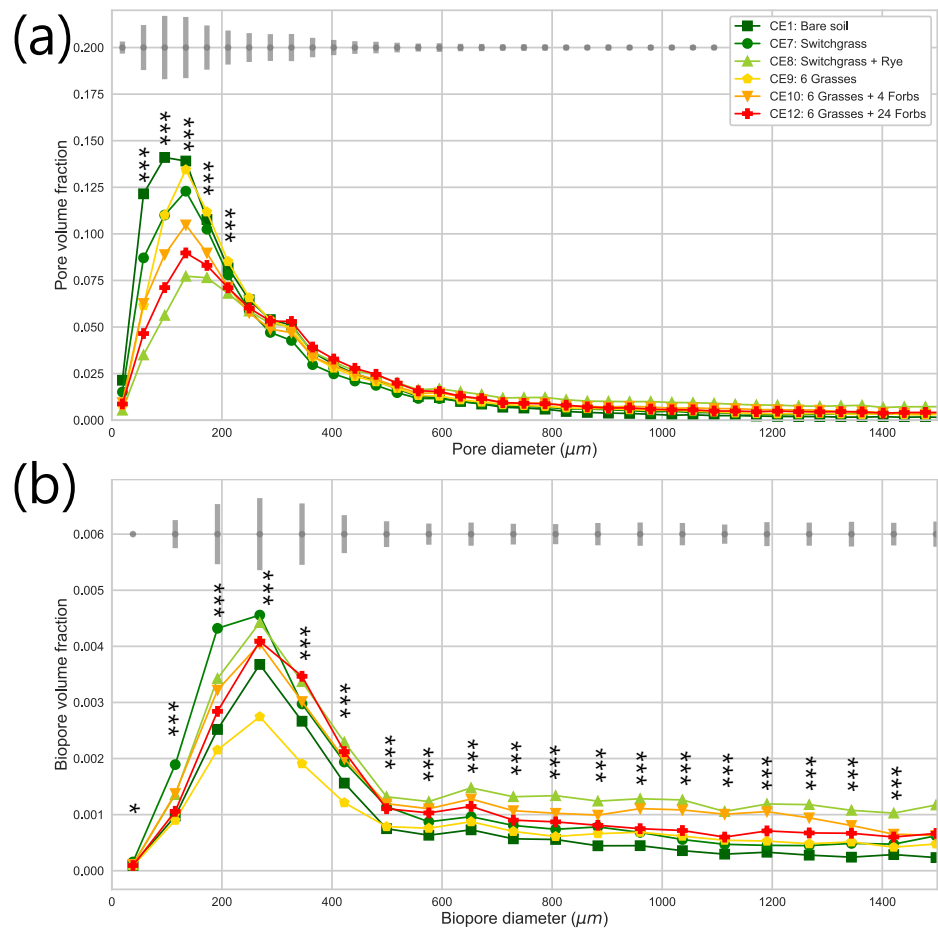 (a)
CE1: Bare soil
CE7: Switchgrass
CE8: Switchgrass + Rye
CE9: 6 Grasses
CE10: 6 Grasses + 4 Forbs
CE12: 6 Grasses + 24 Forbs
0.200
0.175
0.150
0.125
0.100
0.075
0.050
0.025
0.000
Pore volume fraction
*** *** *** *** ***
0 200 400 600 800 1000 1200 1400
Pore diameter (μm)
(b)
0.006
0.005
0.004
0.003
0.002
0.001
0.000
Biopore volume fraction
* *** *** *** *** *** *** *** *** *** *** *** *** *** *** *** *** *** ***
0 200 400 600 800 1000 1200 1400
Biopore diameter (μm)